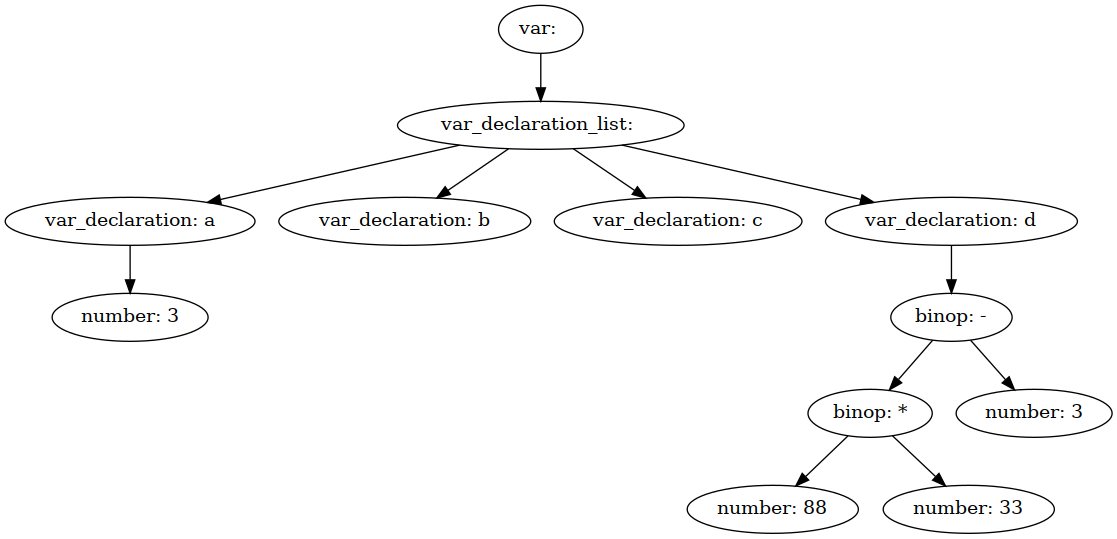 var:
var_declaration_list:
var_declaration: a
var_declaration: b
var_declaration: c
var_declaration: d
number: 3
binop: -
binop: *
number: 3
number: 88
number: 33